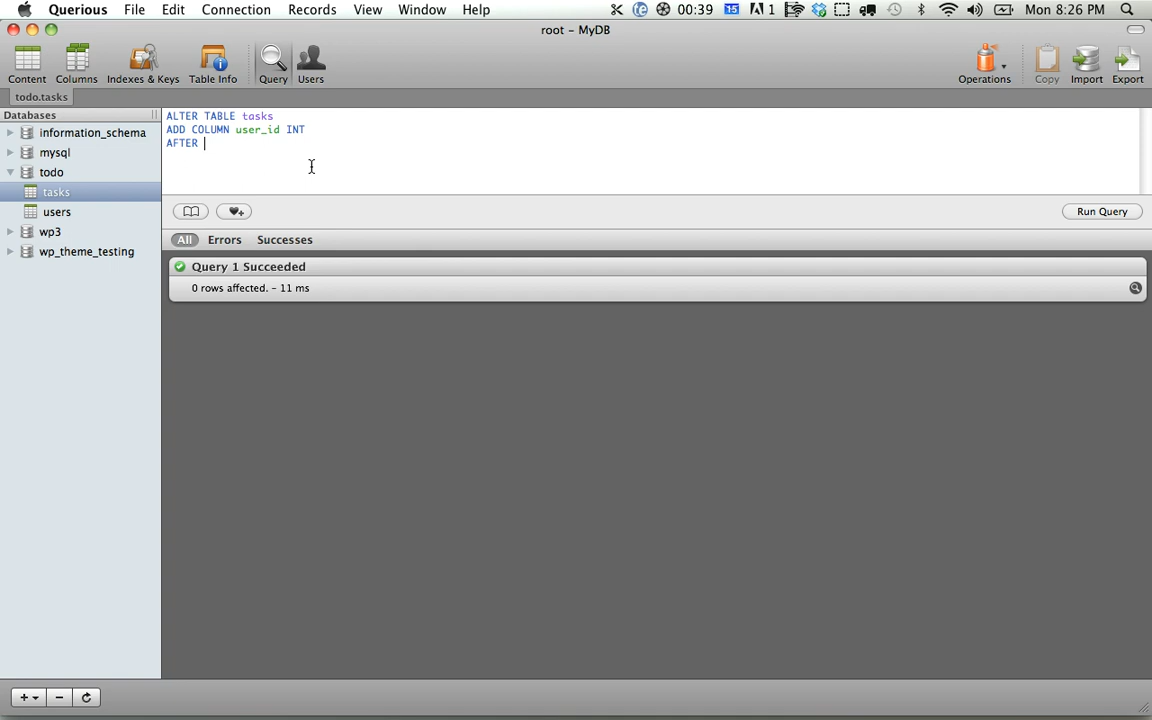 Querious File Edit Connection Records View Window Help 00:39 15 1 Mon 8:26 PM
root – MyDB
Content Columns Indexes & Keys Table Info Query Users Operations Copy Import Export
todo.tasks
Databases
information_schema
mysql
todo
tasks
users
wp3
wp_theme_testing
ALTER TABLE tasks
ADD COLUMN user_id INT
AFTER
Run Query
All Errors Successes
Query 1 Succeeded
0 rows affected. – 11 ms